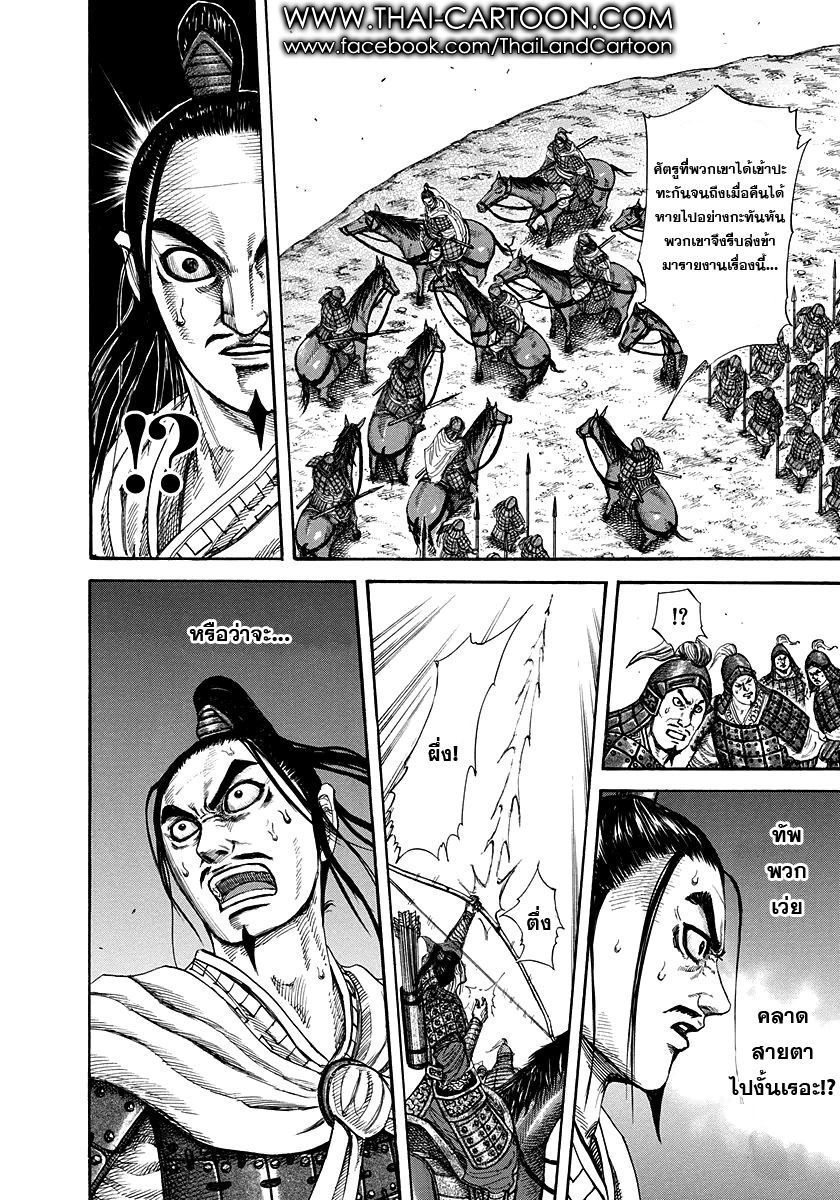 WWW.THAI-CARTOON.COM
www.facebook.com/ThaiLandCartoon
ศัตรูที่พวกเขาได้เข้าปะ
ทะกันจนถึงเมื่อคืนได้
หายไปอย่างกะทันหัน
พวกเขาจึงรีบส่งข้า
มารายงานเรื่องนี้...
!?
!?
ผึ่ง!
ตึ่ง
หรือว่าจะ...
ทัพ
พวก
เว่ย
คลาด
สายตา
ไปงั้นเรอะ!?